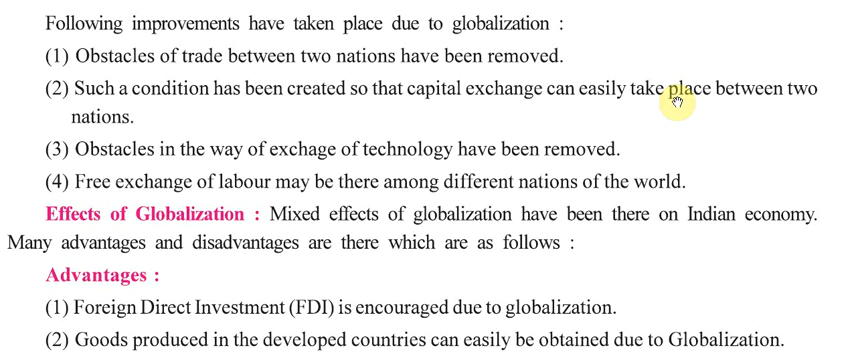 Following improvements have taken place due to globalization :
(1) Obstacles of trade between two nations have been removed.
(2) Such a condition has been created so that capital exchange can easily take place between two
nations.
(3) Obstacles in the way of exchage of technology have been removed.
(4) Free exchange of labour may be there among different nations of the world.
Effects of Globalization : Mixed effects of globalization have been there on Indian economy.
Many advantages and disadvantages are there which are as follows :
Advantages :
(1) Foreign Direct Investment (FDI) is encouraged due to globalization.
(2) Goods produced in the developed countries can easily be obtained due to Globalization.